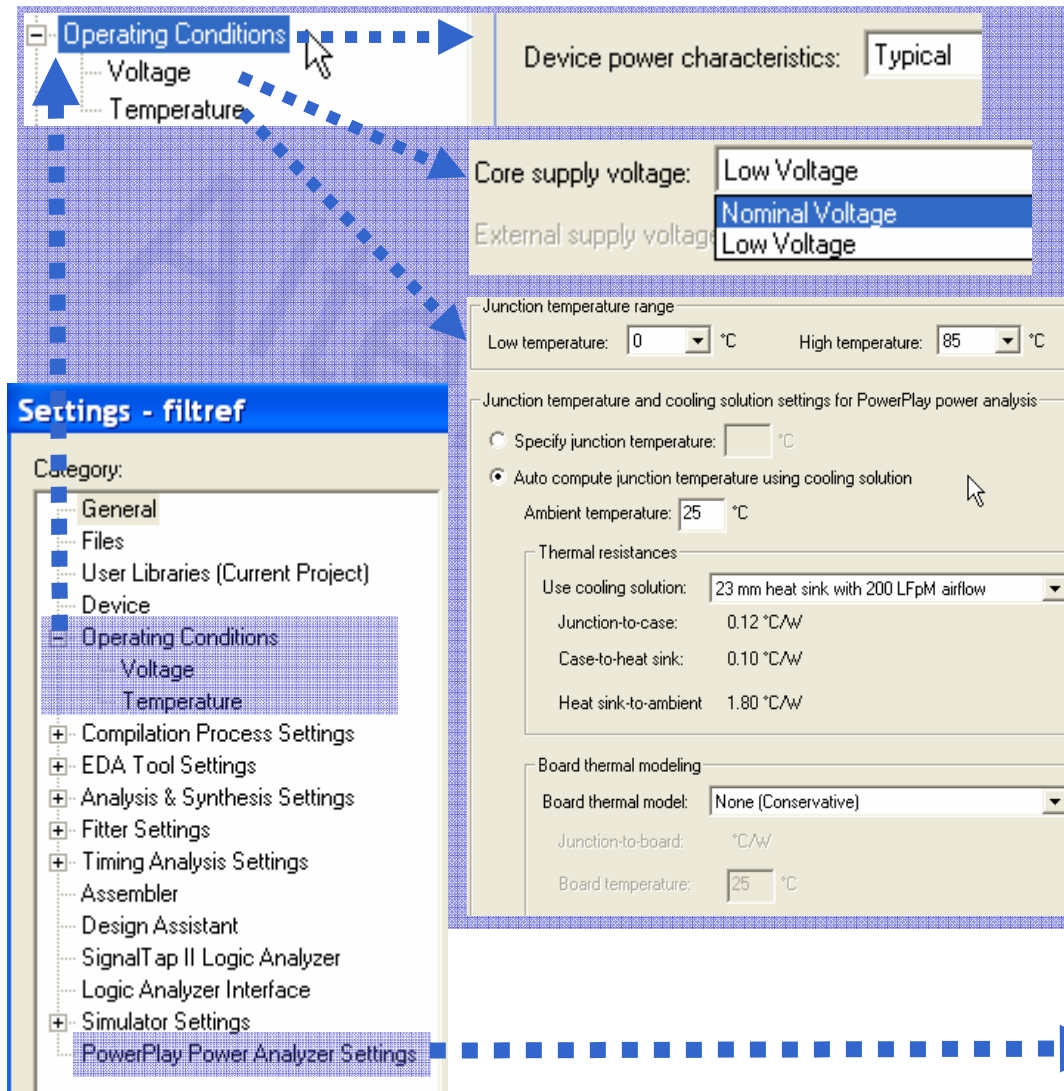 Operating Conditions
Voltage
Temperature
Device power characteristics: Typical
Core supply voltage: Low Voltage
Nominal Voltage
Low Voltage
External supply voltag
Junction temperature range
Low temperature: 0 °C High temperature: 85 °C
Junction temperature and cooling solution settings for PowerPlay power analysis
Specify junction temperature: °C
Auto compute junction temperature using cooling solution
Ambient temperature: 25 °C
Thermal resistances
Use cooling solution: 23 mm heat sink with 200 LFpM airflow
Junction-to-case: 0.12 °C/W
Case-to-heat sink: 0.10 °C/W
Heat sink-to-ambient 1.80 °C/W
Board thermal modeling
Board thermal model: None (Conservative)
Junction-to-board: °C/W
Board temperature: 25 °C
Settings - filtref
Category:
General
Files
User Libraries (Current Project)
Device
Operating Conditions
Voltage
Temperature
Compilation Process Settings
EDA Tool Settings
Analysis & Synthesis Settings
Fitter Settings
Timing Analysis Settings
Assembler
Design Assistant
SignalTap II Logic Analyzer
Logic Analyzer Interface
Simulator Settings
PowerPlay Power Analyzer Settings